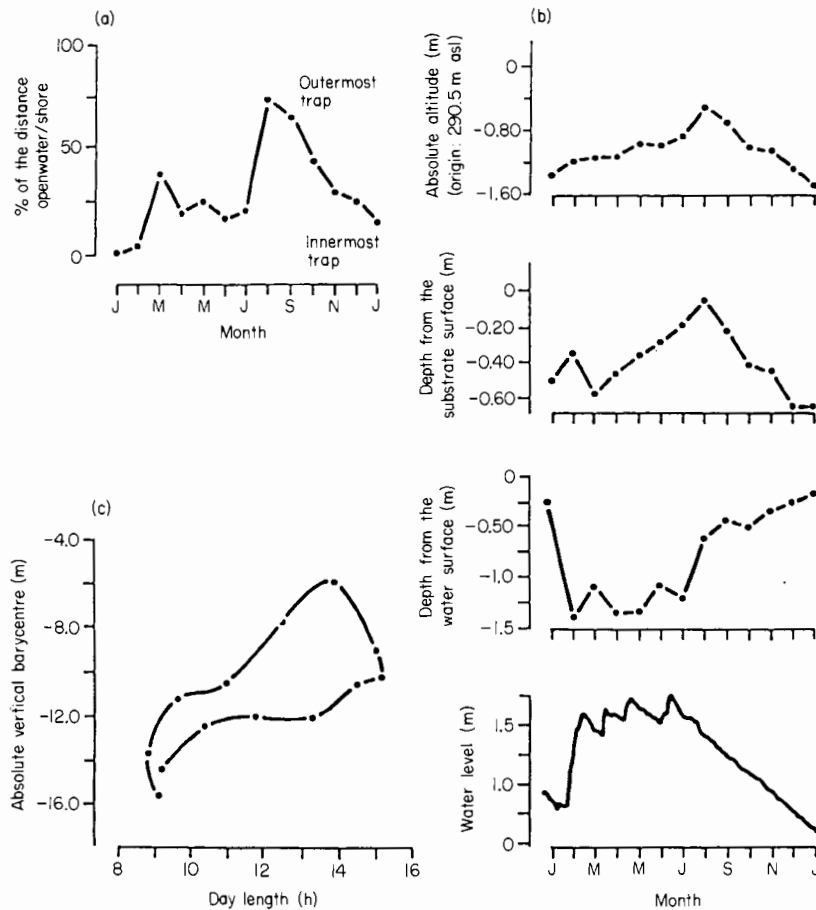 (a)
100
50
0
% of the distance
openwater/shore
Outermost
trap
Innermost
trap
J M M J S N J
Month
(b)
0
-0.80
-1.60
Absolute altitude (m)
(origin: 290.5 m asl)
0
-0.20
-0.40
-0.60
Depth from the
substrate surface (m)
0
-0.50
-1.0
-1.5
Depth from the
water surface (m)
1.5
1.0
0
Water level (m)
J M M J S N J
Month
(c)
-4.0
-8.0
-12.0
-16.0
Absolute vertical barycentre (m)
8 10 12 14 16
Day length (h)